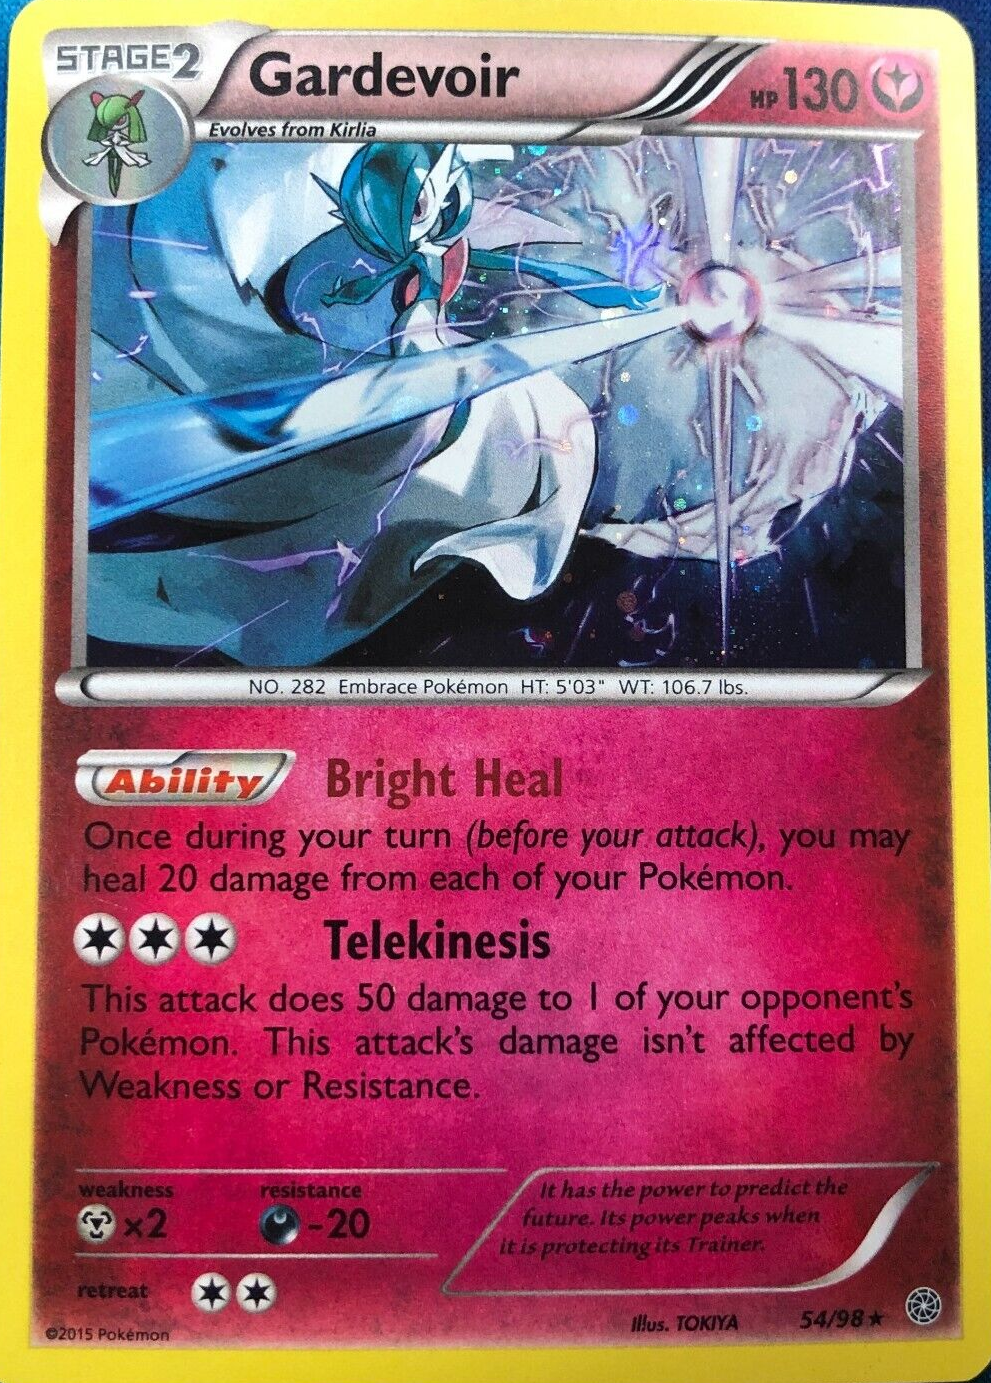 STAGE2
Gardevoir
HP 130
Evolves from Kirlia
NO. 282 Embrace Pokémon HT: 5'03" WT: 106.7 lbs.
Ability Bright Heal
Once during your turn (before your attack), you may
heal 20 damage from each of your Pokémon.
Telekinesis
This attack does 50 damage to 1 of your opponent's
Pokémon. This attack's damage isn't affected by
Weakness or Resistance.
weakness
×2
resistance
-20
retreat
It has the power to predict the
future. Its power peaks when
it is protecting its Trainer.
Illus. TOKIYA
54/98 ★
©2015 Pokémon